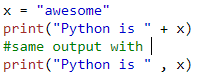 x = "awesome"
print("Python is " + x)
#same output with
print("Python is " , x)